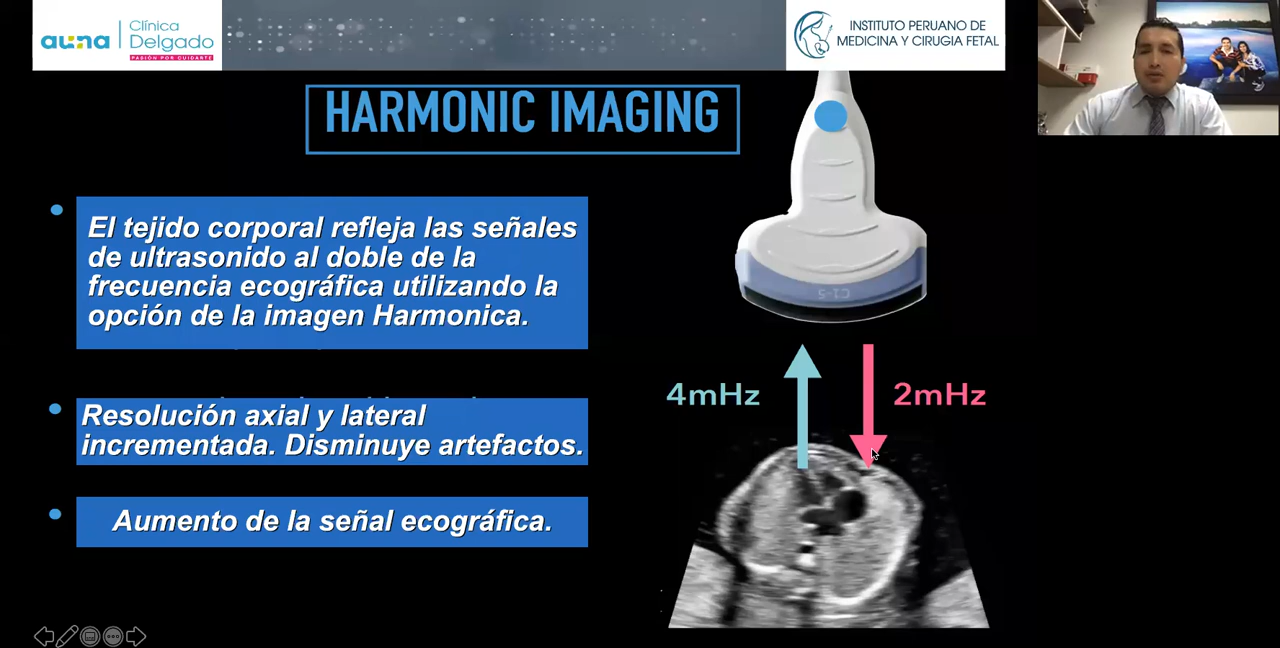 auna
Clínica
Delgado
PASIÓN POR CUIDARTE
INSTITUTO PERUANO DE
MEDICINA Y CIRUGIA FETAL
HARMONIC IMAGING
El tejido corporal refleja las señales
de ultrasonido al doble de la
frecuencia ecográfica utilizando la
opción de la imagen Harmonica.
Resolución axial y lateral
incrementada. Disminuye artefactos.
Aumento de la señal ecográfica.
C1-5
4mHz
2mHz